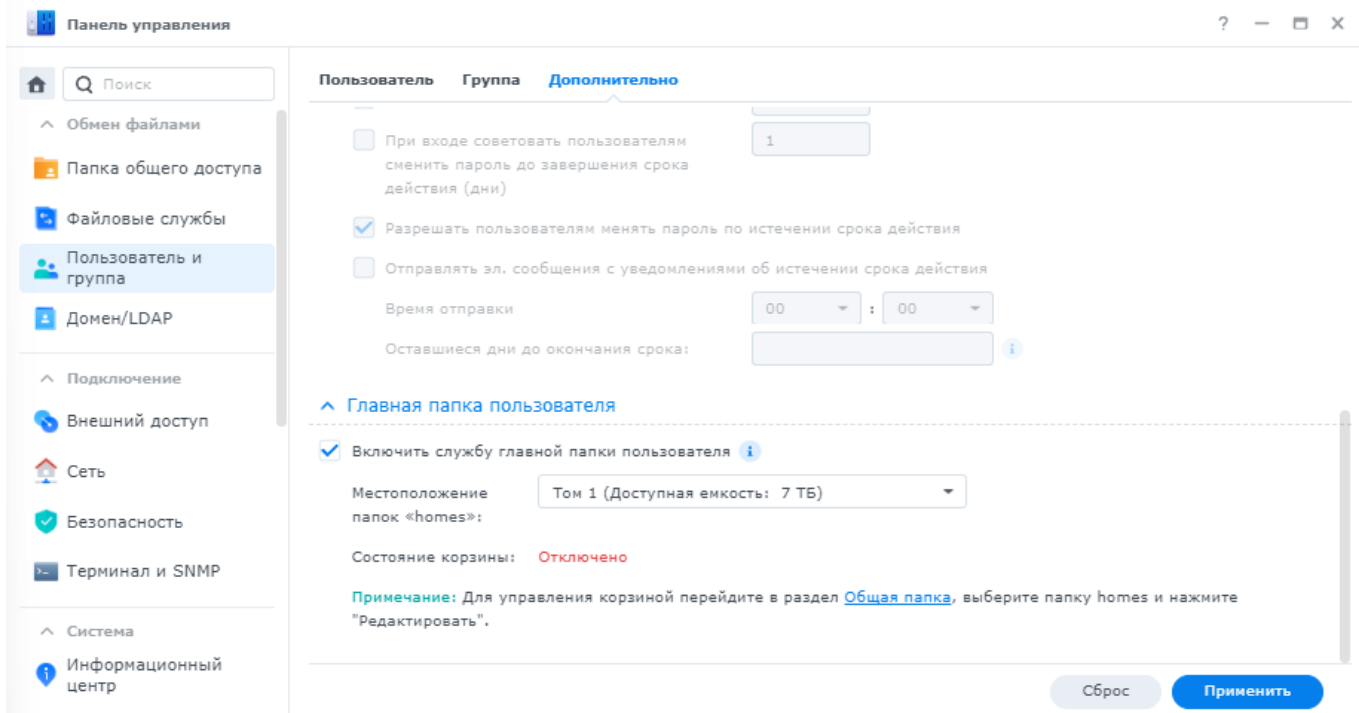 Панель управления
Поиск
Обмен файлами
Папка общего доступа
Файловые службы
Пользователь и
группа
Домен/LDAP
Подключение
Внешний доступ
Сеть
Безопасность
Терминал и SNMP
Система
Информационный
центр
Пользователь Группа Дополнительно
При входе советовать пользователям 1
сменить пароль до завершения срока
действия (дни)
Разрешать пользователям менять пароль по истечении срока действия
Отправлять эл. сообщения с уведомлениями об истечении срока действия
Время отправки 00 : 00
Оставшиеся дни до окончания срока:
Главная папка пользователя
Включить службу главной папки пользователя
Местоположение Том 1 (Доступная емкость: 7 ТБ)
папок «homes»:
Состояние корзины: Отключено
Примечание: Для управления корзиной перейдите в раздел Общая папка, выберите папку homes и нажмите
"Редактировать".
Сброс Применить